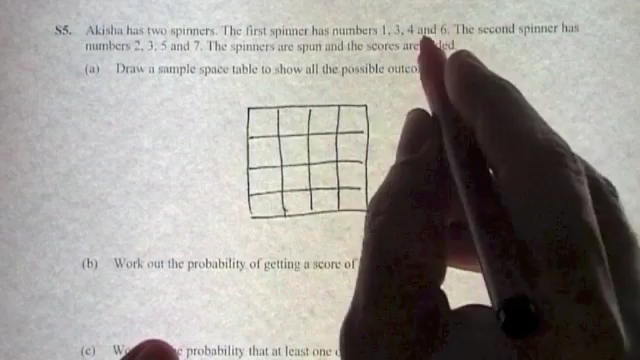 S5. Akisha has two spinners. The first spinner has numbers 1, 3, 4 and 6. The second spinner has
numbers 2, 3, 5 and 7. The spinners are spun and the scores are
(a) Draw a sample space table to show all the possible
(b) Work out the probability of getting a score of
(c) probability that at least one